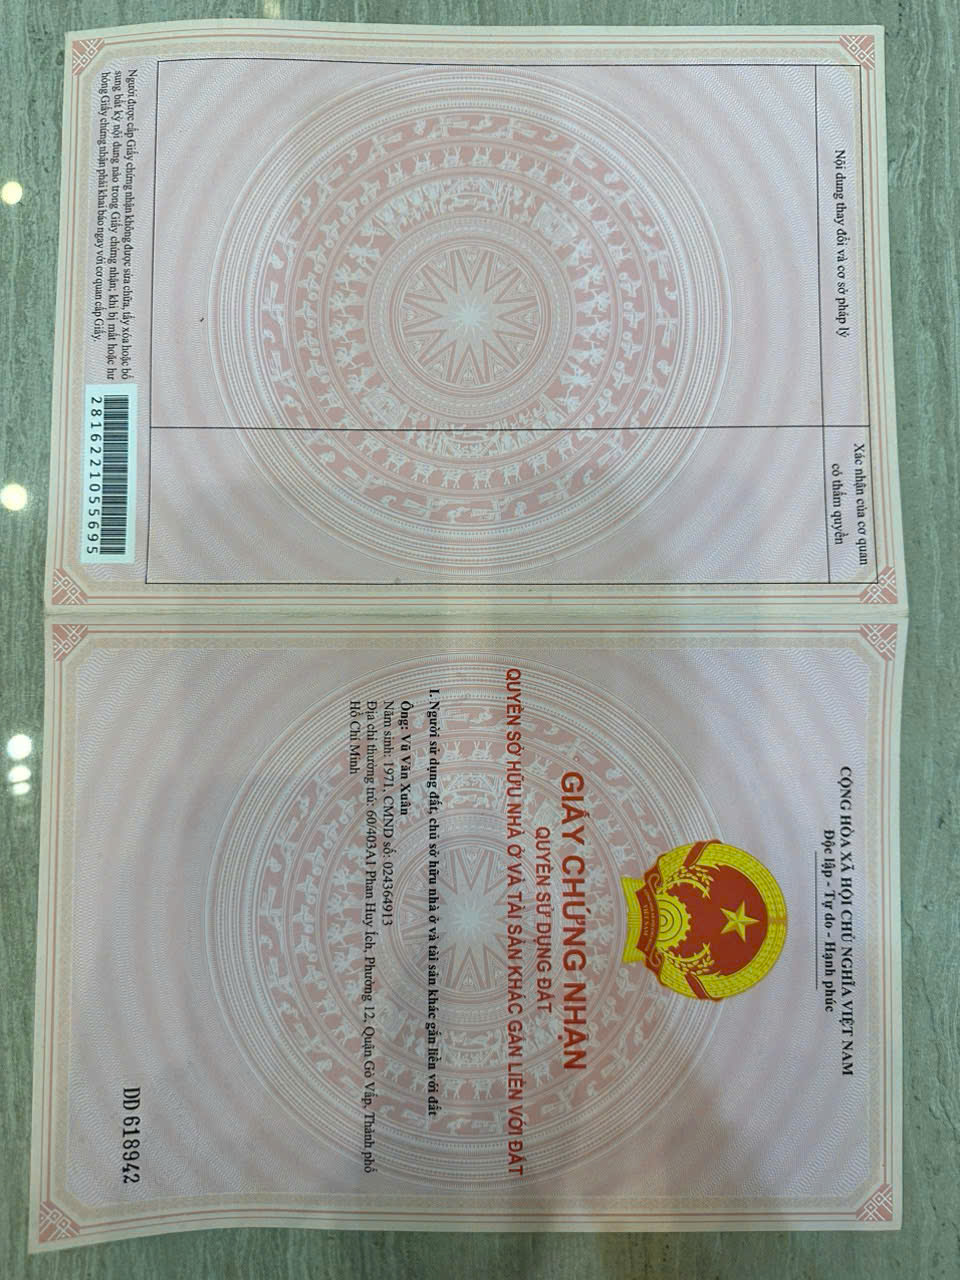 Nội dung thay đổi và cơ sở pháp lý
Xác nhận của cơ quan
có thẩm quyền
Người được cấp Giấy chứng nhận không được sửa chữa, tẩy xóa hoặc bổ
sung bất kỳ nội dung nào trong Giấy chứng nhận; khi bị mất hoặc hư
hỏng Giấy chứng nhận phải khai báo ngay với cơ quan cấp Giấy.
2816221055695
CỘNG HÒA XÃ HỘI CHỦ NGHĨA VIỆT NAM
Độc lập - Tự do - Hạnh phúc
GIẤY CHỨNG NHẬN
QUYỀN SỬ DỤNG ĐẤT
QUYỀN SỞ HỮU NHÀ Ở VÀ TÀI SẢN KHÁC GẮN LIỀN VỚI ĐẤT
I. Người sử dụng đất, chủ sở hữu nhà ở và tài sản khác gắn liền với đất
Ông: Vũ Văn Xuân
Năm sinh: 1971, CMND số: 024364913
Địa chỉ thường trú: 60/403A1 Phan Huy Ích, Phường 12, Quận Gò Vấp, Thành phố
Hồ Chí Minh
DD 618942